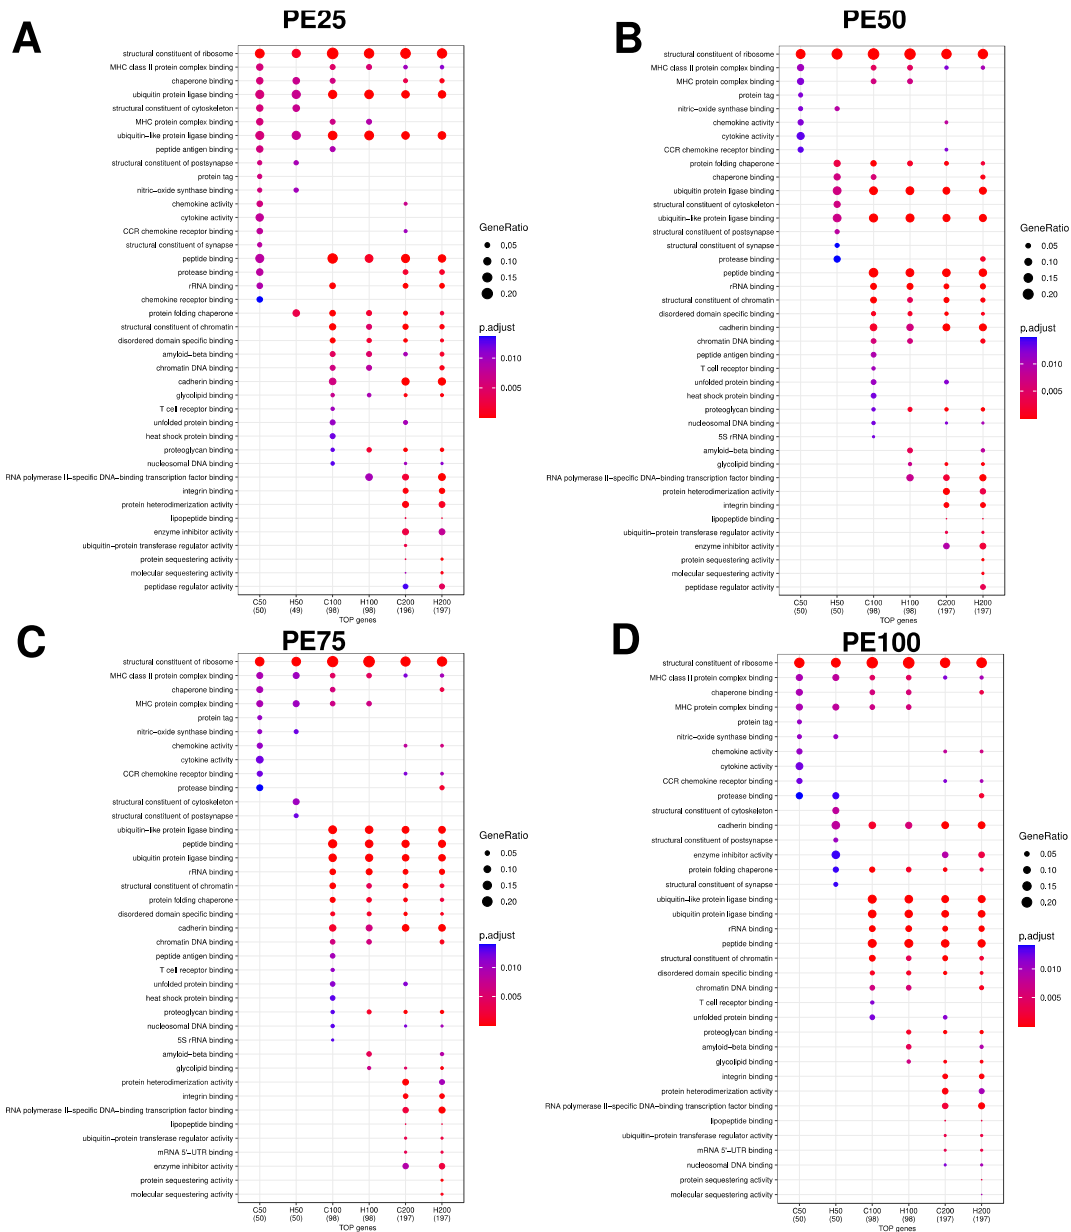 A
PE25
structural constituent of ribosome
MHC class II protein complex binding
chaperone binding
ubiquitin protein ligase binding
structural constituent of cytoskeleton
MHC protein complex binding
ubiquitin−like protein ligase binding
peptide antigen binding
structural constituent of postsynapse
protein tag
nitric−oxide synthase binding
chemokine activity
cytokine activity
CCR chemokine receptor binding
structural constituent of synapse
peptide binding
protease binding
rRNA binding
chemokine receptor binding
protein folding chaperone
structural constituent of chromatin
disordered domain specific binding
amyloid−beta binding
chromatin DNA binding
cadherin binding
glycolipid binding
T cell receptor binding
unfolded protein binding
heat shock protein binding
proteoglycan binding
nucleosomal DNA binding
RNA polymerase II−specific DNA−binding transcription factor binding
integrin binding
protein heterodimerization activity
lipopeptide binding
enzyme inhibitor activity
ubiquitin−protein transferase regulator activity
protein sequestering activity
molecular sequestering activity
peptidase regulator activity
C50 H50 C100 H100 C200 H200
(50) (49) (98) (98) (196) (197)
TOP genes
GeneRatio
0.05
0.10
0.15
0.20
p.adjust
0.010
0.005
B
PE50
structural constituent of ribosome
MHC class II protein complex binding
MHC protein complex binding
protein tag
nitric−oxide synthase binding
chemokine activity
cytokine activity
CCR chemokine receptor binding
protein folding chaperone
chaperone binding
ubiquitin protein ligase binding
structural constituent of cytoskeleton
ubiquitin−like protein ligase binding
structural constituent of postsynapse
structural constituent of synapse
protease binding
peptide binding
rRNA binding
structural constituent of chromatin
disordered domain specific binding
cadherin binding
chromatin DNA binding
peptide antigen binding
T cell receptor binding
unfolded protein binding
heat shock protein binding
proteoglycan binding
nucleosomal DNA binding
5S rRNA binding
amyloid−beta binding
glycolipid binding
RNA polymerase II−specific DNA−binding transcription factor binding
protein heterodimerization activity
integrin binding
lipopeptide binding
ubiquitin−protein transferase regulator activity
enzyme inhibitor activity
protein sequestering activity
molecular sequestering activity
peptidase regulator activity
C50 H50 C100 H100 C200 H200
(50) (50) (98) (98) (197) (197)
TOP genes
GeneRatio
0.05
0.10
0.15
0.20
p.adjust
0.010
0.005
C
PE75
structural constituent of ribosome
MHC class II protein complex binding
chaperone binding
MHC protein complex binding
protein tag
nitric−oxide synthase binding
chemokine activity
cytokine activity
CCR chemokine receptor binding
protease binding
structural constituent of cytoskeleton
structural constituent of postsynapse
ubiquitin−like protein ligase binding
peptide binding
ubiquitin protein ligase binding
rRNA binding
structural constituent of chromatin
protein folding chaperone
disordered domain specific binding
cadherin binding
chromatin DNA binding
peptide antigen binding
T cell receptor binding
unfolded protein binding
heat shock protein binding
proteoglycan binding
nucleosomal DNA binding
5S rRNA binding
amyloid−beta binding
glycolipid binding
protein heterodimerization activity
integrin binding
RNA polymerase II−specific DNA−binding transcription factor binding
lipopeptide binding
ubiquitin−protein transferase regulator activity
mRNA 5'−UTR binding
enzyme inhibitor activity
protein sequestering activity
molecular sequestering activity
C50 H50 C100 H100 C200 H200
(50) (50) (98) (98) (197) (197)
TOP genes
GeneRatio
0.05
0.10
0.15
0.20
p.adjust
0.010
0.005
D
PE100
structural constituent of ribosome
MHC class II protein complex binding
chaperone binding
MHC protein complex binding
protein tag
nitric−oxide synthase binding
chemokine activity
cytokine activity
CCR chemokine receptor binding
protease binding
structural constituent of cytoskeleton
cadherin binding
structural constituent of postsynapse
enzyme inhibitor activity
protein folding chaperone
structural constituent of synapse
ubiquitin−like protein ligase binding
ubiquitin protein ligase binding
rRNA binding
peptide binding
structural constituent of chromatin
disordered domain specific binding
chromatin DNA binding
T cell receptor binding
unfolded protein binding
proteoglycan binding
amyloid−beta binding
glycolipid binding
integrin binding
protein heterodimerization activity
RNA polymerase II−specific DNA−binding transcription factor binding
lipopeptide binding
ubiquitin−protein transferase regulator activity
mRNA 5'−UTR binding
nucleosomal DNA binding
protein sequestering activity
molecular sequestering activity
C50 H50 C100 H100 C200 H200
(50) (50) (98) (98) (197) (197)
TOP genes
GeneRatio
0.05
0.10
0.15
0.20
p.adjust
0.010
0.005